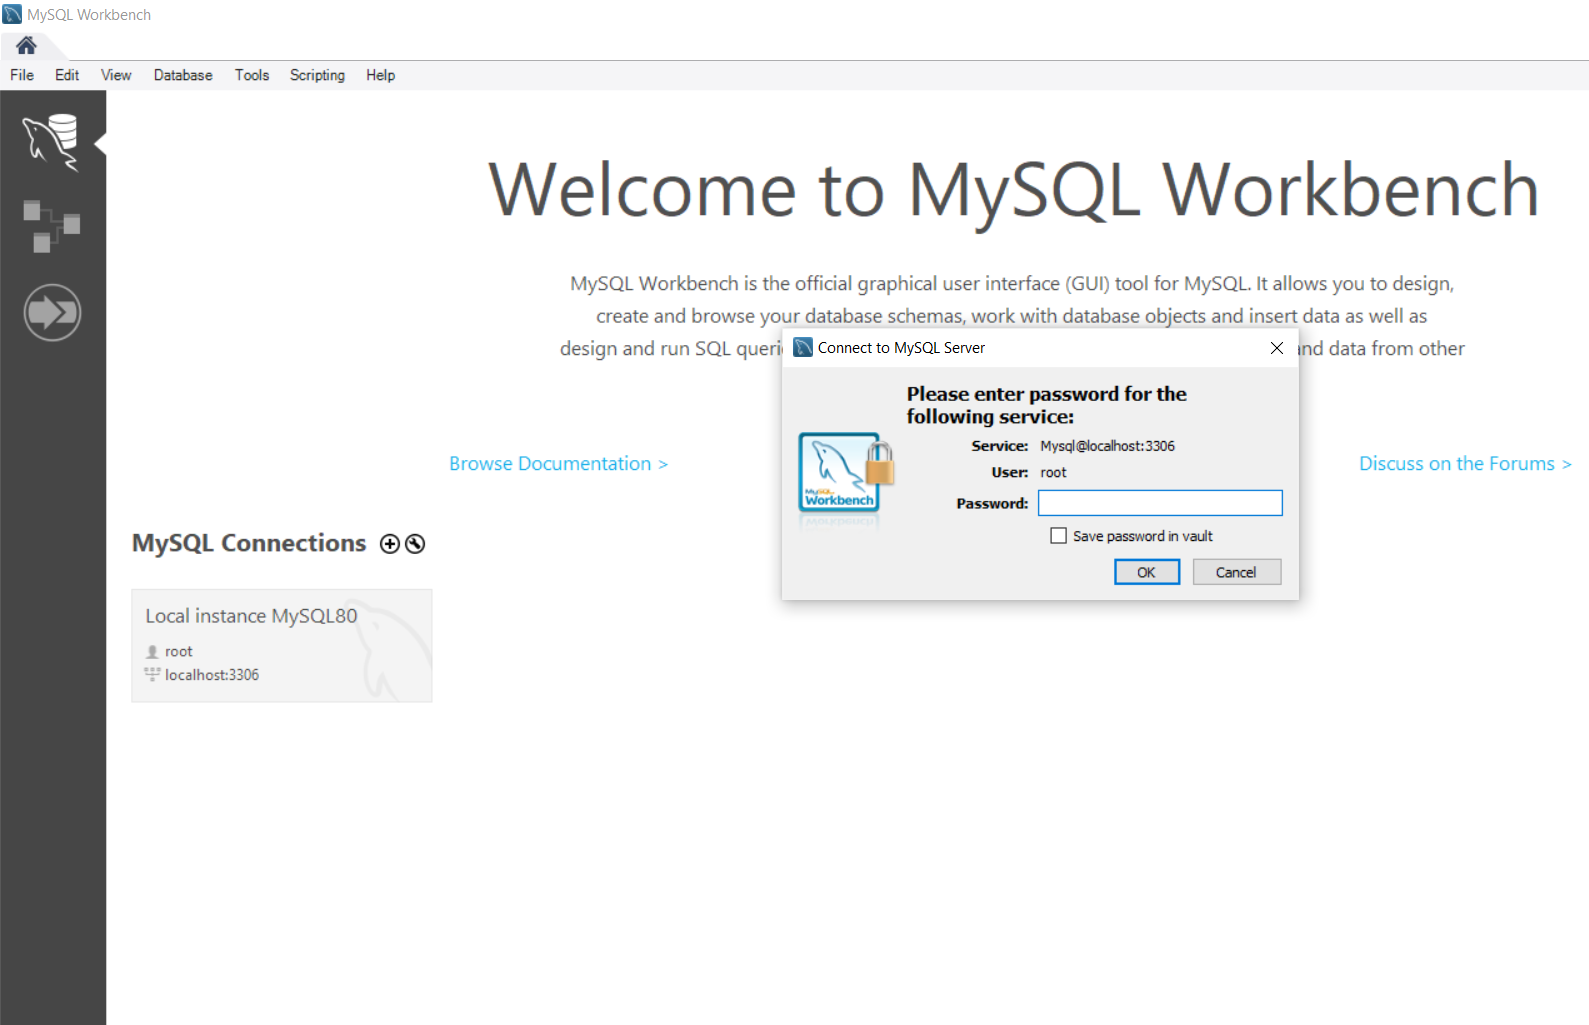 MySQL Workbench
File Edit View Database Tools Scripting Help
Welcome to MySQL Workbench
MySQL Workbench is the official graphical user interface (GUI) tool for MySQL. It allows you to design,
create and browse your database schemas, work with database objects and insert data as well as
design and run SQL queri
nd data from other
Browse Documentation >
Discuss on the Forums >
Connect to MySQL Server
Please enter password for the
following service:
Service: Mysql@localhost:3306
User: root
Password:
Save password in vault
OK Cancel
MySQL
Workbench
MySQL Connections
Local instance MySQL80
root
localhost:3306